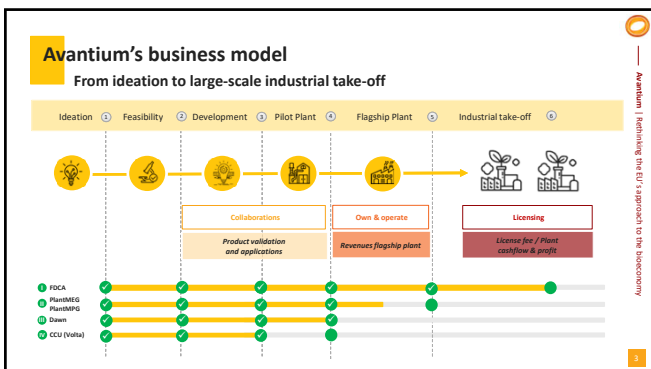 Avantium's business model
From ideation to large-scale industrial take-off
Ideation 1 Feasibility 2 Development 3 Pilot Plant 4 Flagship Plant 5 Industrial take-off 6
Collaborations
Own & operate
Licensing
Product validation
and applications
Revenues flagship plant
License fee / Plant
cashflow & profit
I FDCA
II PlantMEG
PlantMPG
III Dawn
IV CCU (Volta)
Avantium | Rethinking the EU's approach to the bioeconomy
3